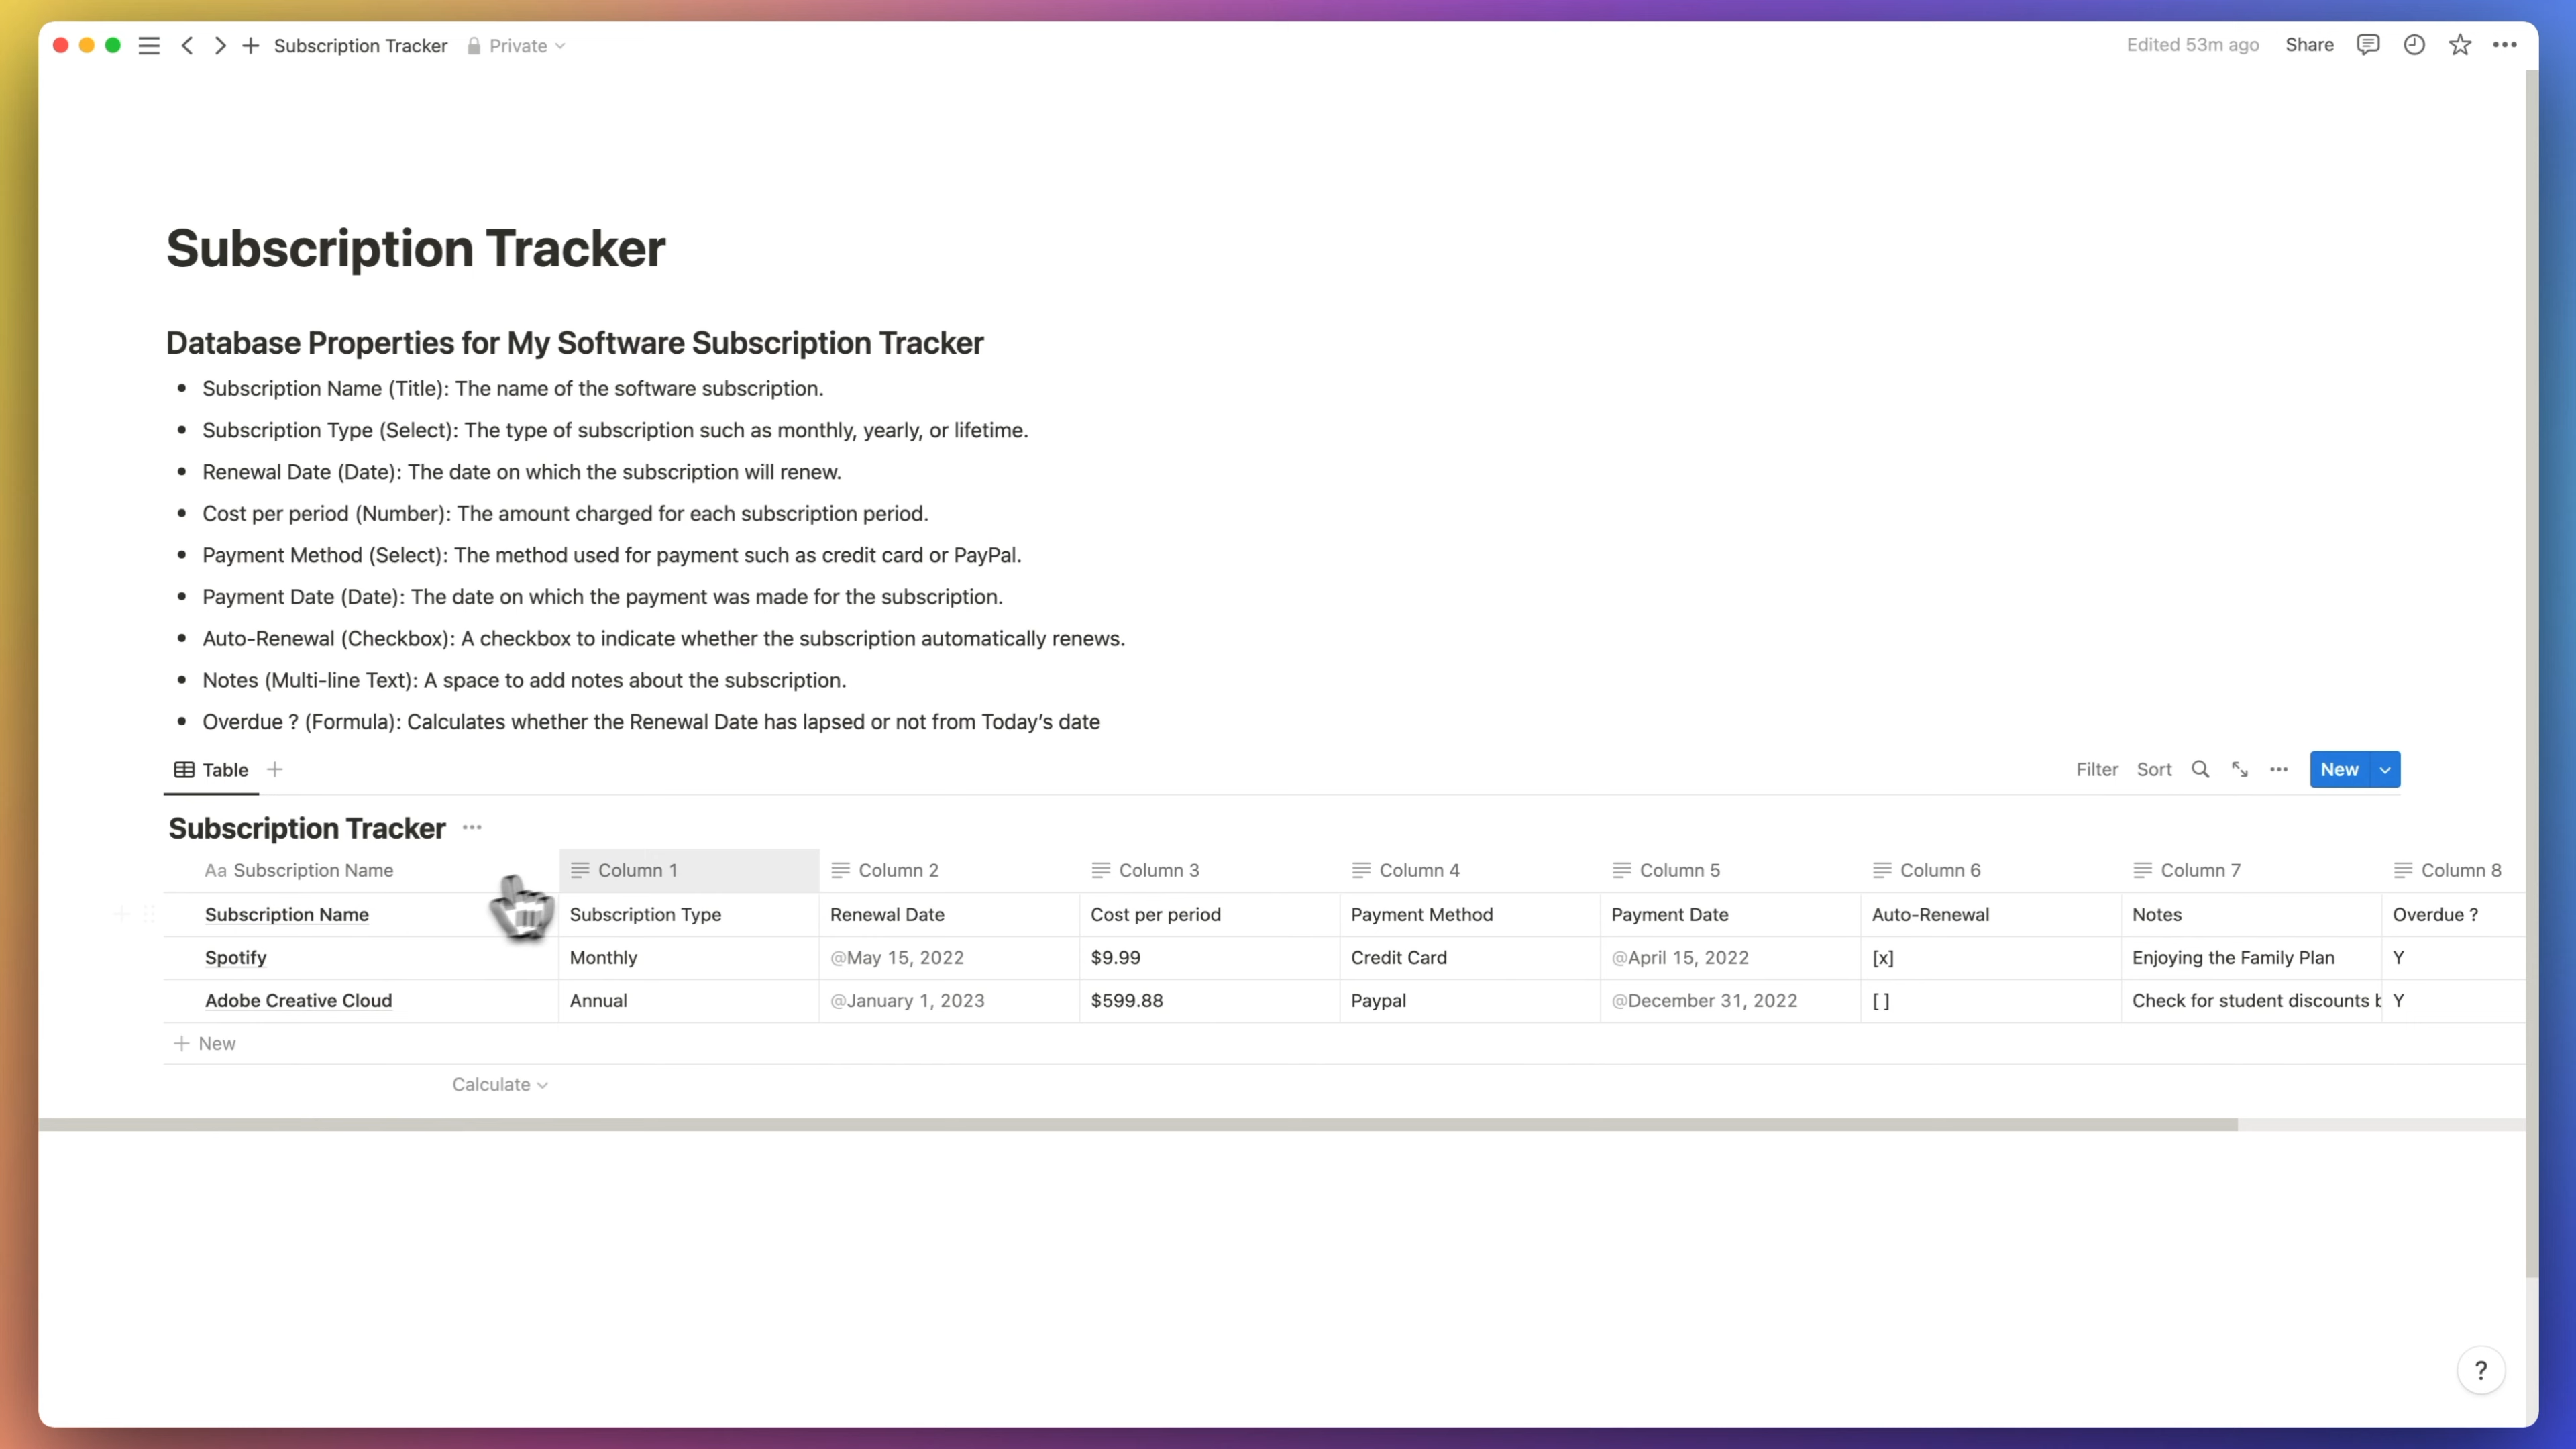 Subscription Tracker Private
Edited 53m ago Share
Subscription Tracker
Database Properties for My Software Subscription Tracker
• Subscription Name (Title): The name of the software subscription.
• Subscription Type (Select): The type of subscription such as monthly, yearly, or lifetime.
• Renewal Date (Date): The date on which the subscription will renew.
• Cost per period (Number): The amount charged for each subscription period.
• Payment Method (Select): The method used for payment such as credit card or PayPal.
• Payment Date (Date): The date on which the payment was made for the subscription.
• Auto-Renewal (Checkbox): A checkbox to indicate whether the subscription automatically renews.
• Notes (Multi-line Text): A space to add notes about the subscription.
• Overdue ? (Formula): Calculates whether the Renewal Date has lapsed or not from Today's date
Table
Filter Sort New
Subscription Tracker
Aa Subscription Name Column 1 Column 2 Column 3 Column 4 Column 5 Column 6 Column 7 Column 8
Subscription Name Subscription Type Renewal Date Cost per period Payment Method Payment Date Auto-Renewal Notes Overdue ?
Spotify Monthly @May 15, 2022 $9.99 Credit Card @April 15, 2022 [x] Enjoying the Family Plan Y
Adobe Creative Cloud Annual @January 1, 2023 $599.88 Paypal @December 31, 2022 [ ] Check for student discounts Y
+ New
Calculate
?